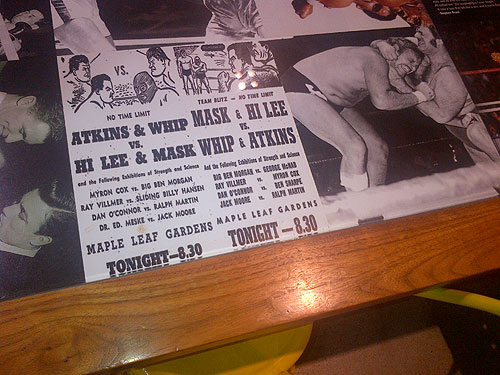 VS.
NO TIME LIMIT
ATKINS & WHIP
VS.
HI LEE & MASK
and the Following Exhibitions of Strength and Science
MYRON COX vs. BIG BEN MORGAN
RAY VILLMER vs. SLIDING BILLY HANSEN
DAN O'CONNOR vs. RALPH MARTIN
DR. ED. MESKE vs. JACK MOORE
MAPLE LEAF GARDENS
TONIGHT—8.30
TEAM BLITZ — NO TIME LIMIT
MASK & HI LEE
VS.
WHIP & ATKINS
And the Following Exhibitions of Strength and Science
BIG BEN MORGAN vs. GEORGE McNAB
RAY VILLMER vs. MYRON COX
DAN O'CONNOR vs. BEN SHARPE
JACK MOORE vs. RALPH MARTIN
MAPLE LEAF GARDENS
TONIGHT — 8.30